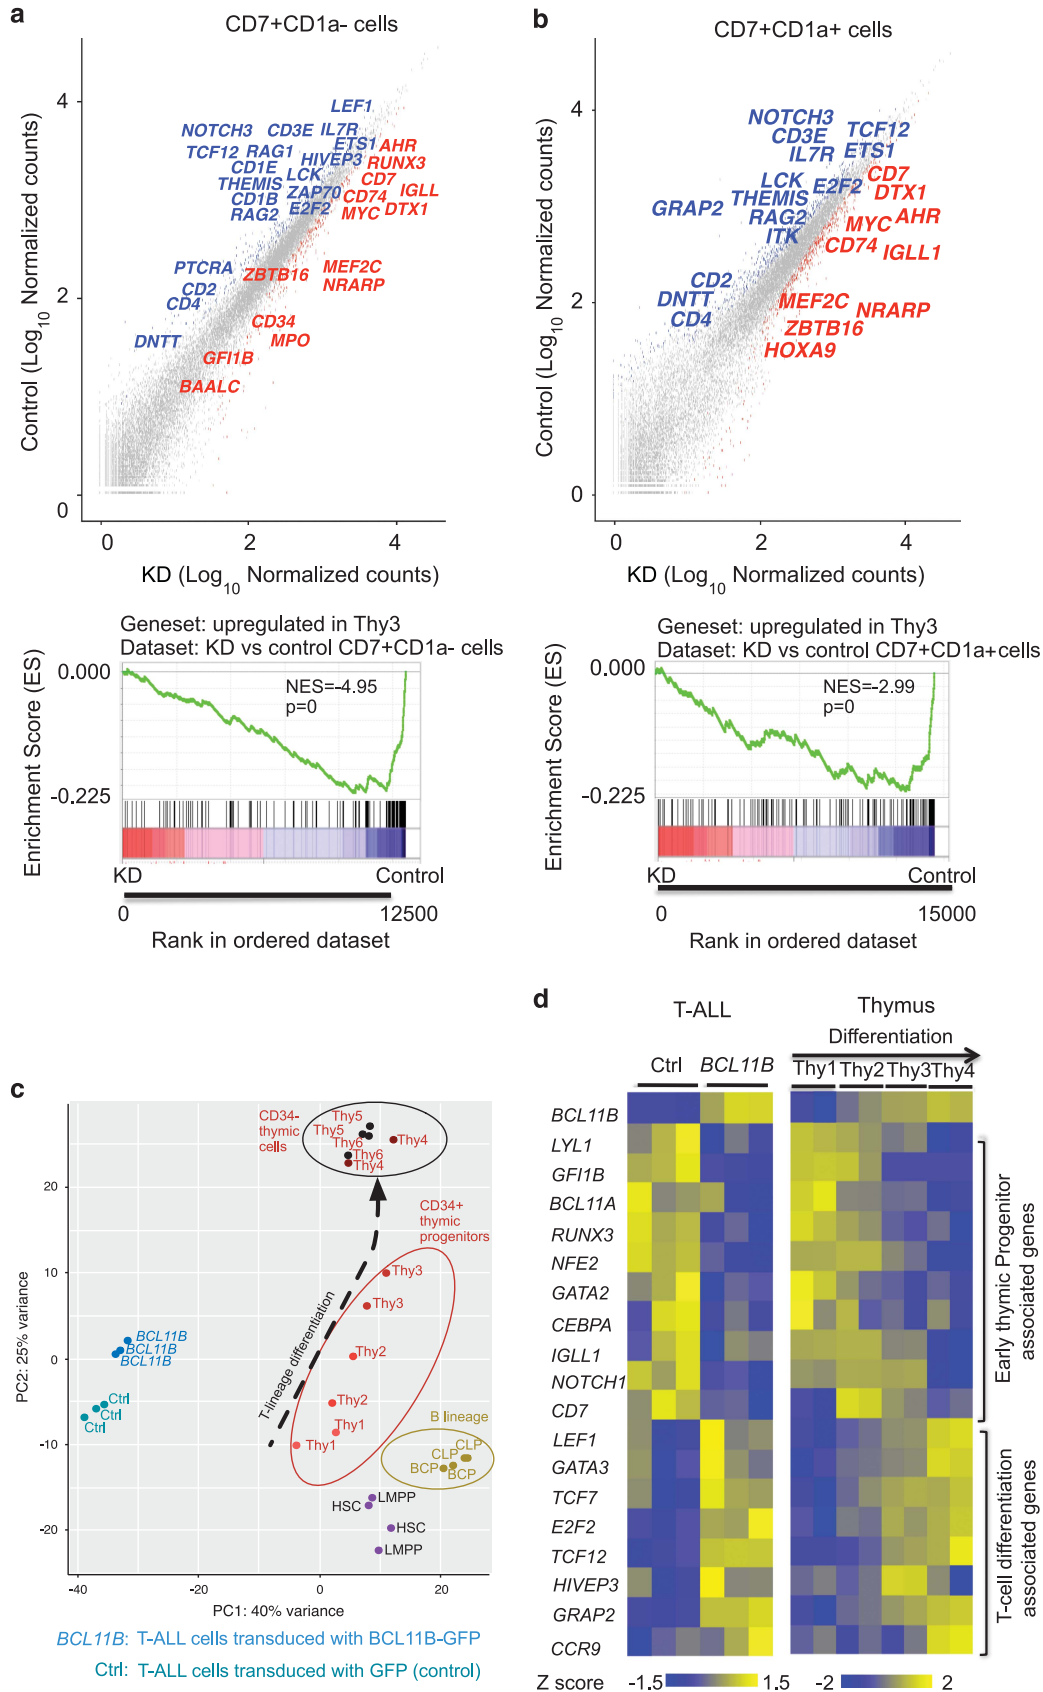 a
CD7+CD1a- cells
Control (Log10 Normalized counts)
4
2
0
LEF1
NOTCH3 CD3E IL7R
ETS1 AHR
TCF12 RAG1 HIVEP3 RUNX3
CD1E LCK CD7
THEMIS ZAP70 CD74 IGLL
CD1B E2F2
RAG2 MYC DTX1
PTCRA ZBTB16 MEF2C
CD2 NRARP
CD4
CD34
DNTT MPO
GFI1B
BAALC
0 2 4
KD (Log10 Normalized counts)
b
CD7+CD1a+ cells
Control (Log10 Normalized counts)
4
2
0
NOTCH3 TCF12
CD3E
IL7R ETS1
LCK E2F2 CD7
THEMIS DTX1
GRAP2 RAG2 MYC AHR
ITK CD74 IGLL1
CD2
DNTT MEF2C NRARP
CD4 ZBTB16
HOXA9
0 2 4
KD (Log10 Normalized counts)
Geneset: upregulated in Thy3
Dataset: KD vs control CD7+CD1a- cells
Enrichment Score (ES)
0.000
-0.225
NES=-4.95
p=0
KD Control
0 12500
Rank in ordered dataset
Geneset: upregulated in Thy3
Dataset: KD vs control CD7+CD1a+cells
Enrichment Score (ES)
0.000
-0.225
NES=-2.99
p=0
KD Control
0 15000
Rank in ordered dataset
c
PC2: 25% variance
20
10
0
-10
-20
CD34-
thymic
cells
Thy5
Thy5
Thy6
Thy4
Thy6
Thy4
CD34+
thymic
progenitors
T-lineage differentiation
Thy3
Thy3
Thy2
Thy2
Thy1
Thy1
BCL11B
BCL11B
BCL11B
Ctrl
Ctrl
Ctrl
B lineage
CLP
CLP
BCP
BCP
LMPP
HSC
HSC
LMPP
-40 -20 0 20
PC1: 40% variance
BCL11B: T-ALL cells transduced with BCL11B-GFP
Ctrl: T-ALL cells transduced with GFP (control)
d
T-ALL
Ctrl BCL11B
Thymus
Differentiation
Thy1 Thy2 Thy3 Thy4
BCL11B
LYL1
GFI1B
BCL11A
RUNX3
NFE2
GATA2
CEBPA
IGLL1
NOTCH1
CD7
LEF1
GATA3
TCF7
E2F2
TCF12
HIVEP3
GRAP2
CCR9
Early thymic Progenitor
associated genes
T-cell differentiation
associated genes
Z score -1.5 1.5 -2 2